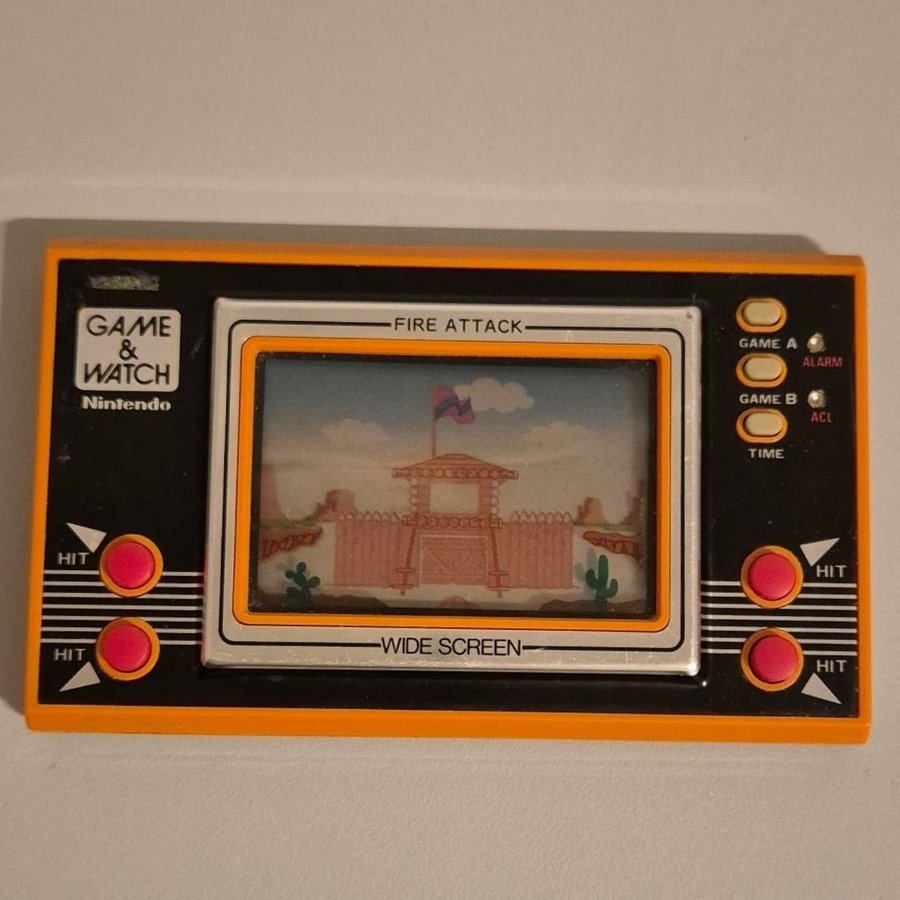 GAME
&
WATCH
Nintendo
FIRE ATTACK
GAME A
ALARM
GAME B
ACL
TIME
HIT
HIT
HIT
HIT
WIDE SCREEN